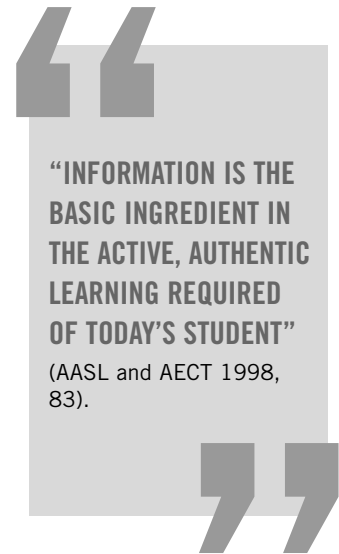 “INFORMATION IS THE
BASIC INGREDIENT IN
THE ACTIVE, AUTHENTIC
LEARNING REQUIRED
OF TODAY’S STUDENT”
(AASL and AECT 1998,
83).